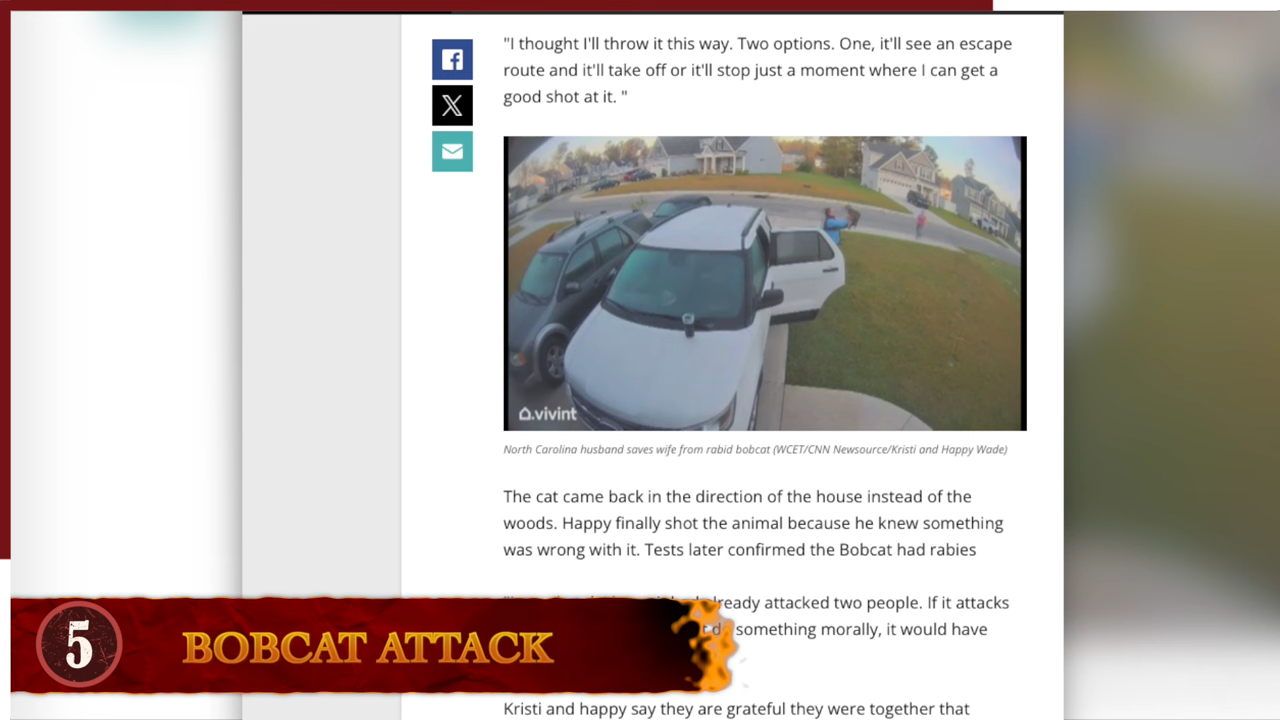 "I thought I'll throw it this way. Two options. One, it'll see an escape
route and it'll take off or it'll stop just a moment where I can get a
good shot at it. "
vivint
North Carolina husband saves wife from rabid bobcat (WCET/CNN Newsource/Kristi and Happy Wade)
The cat came back in the direction of the house instead of the
woods. Happy finally shot the animal because he knew something
was wrong with it. Tests later confirmed the Bobcat had rabies
already attacked two people. If it attacks
something morally, it would have
5 BOBCAT ATTACK
Kristi and happy say they are grateful they were together that